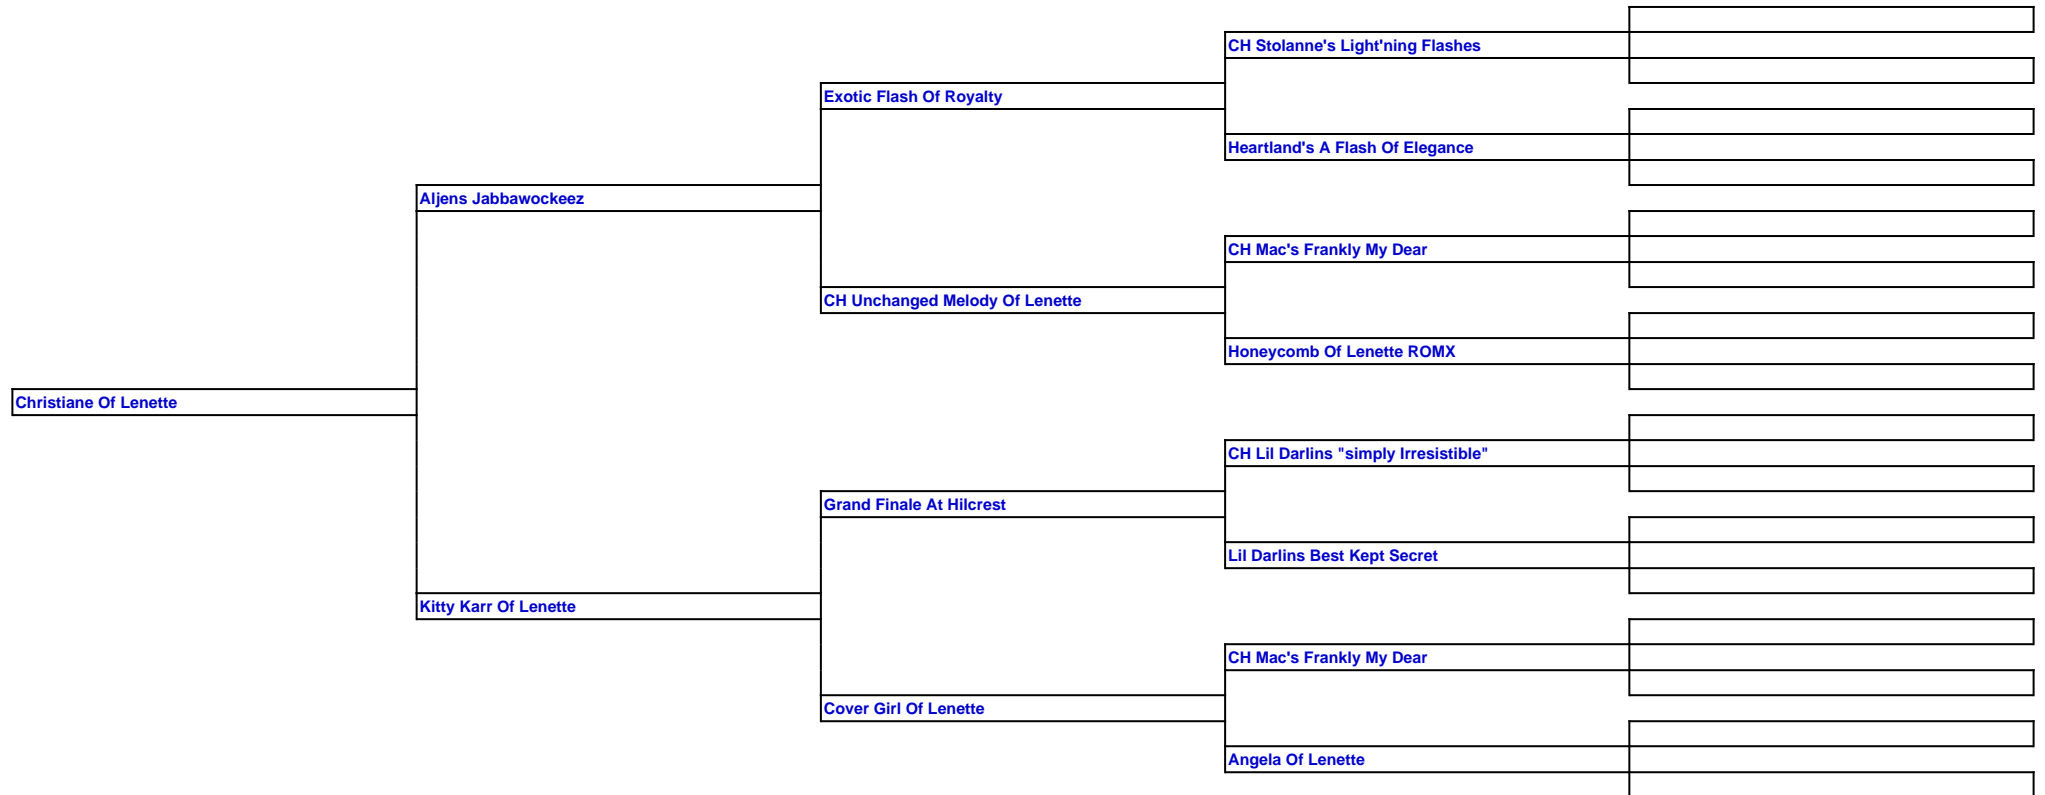 CH Stolanne's Light'ning Flashes
Exotic Flash Of Royalty
Heartland's A Flash Of Elegance
Aljens Jabbawockeez
CH Mac's Frankly My Dear
CH Unchanged Melody Of Lenette
Honeycomb Of Lenette ROMX
Christiane Of Lenette
CH Lil Darlins "simply Irresistible"
Grand Finale At Hilcrest
Lil Darlins Best Kept Secret
Kitty Karr Of Lenette
CH Mac's Frankly My Dear
Cover Girl Of Lenette
Angela Of Lenette